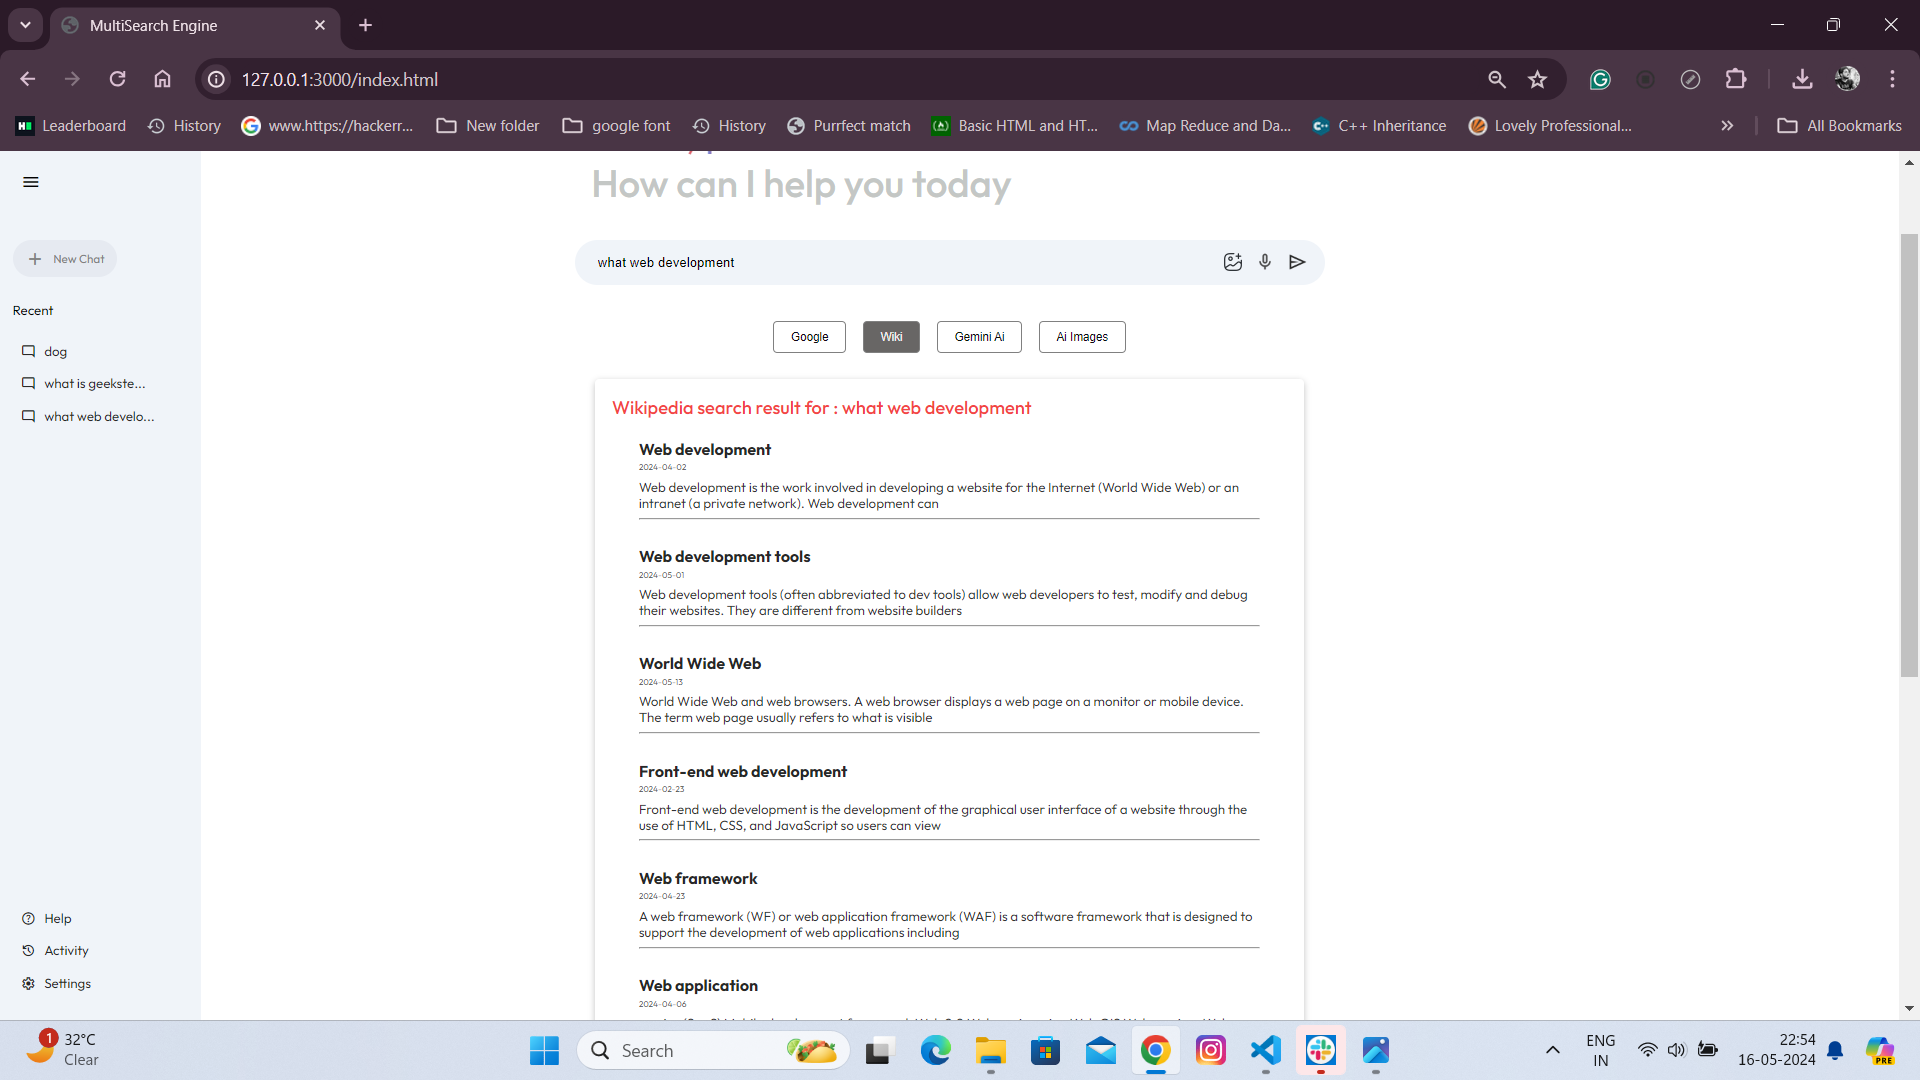 MultiSearch Engine
127.0.0.1:3000/index.html
Leaderboard
History
www.https://hackerr...
New folder
google font
History
Purrfect match
Basic HTML and HT...
Map Reduce and Da...
C++ Inheritance
Lovely Professional...
All Bookmarks
How can I help you today
New Chat
what web development
Recent
Google
Wiki
Gemini Ai
Ai Images
dog
what is geekste...
what web develo...
Wikipedia search result for : what web development
Web development
2024-04-02
Web development is the work involved in developing a website for the Internet (World Wide Web) or an
intranet (a private network). Web development can
Web development tools
2024-05-01
Web development tools (often abbreviated to dev tools) allow web developers to test, modify and debug
their websites. They are different from website builders
World Wide Web
2024-05-13
World Wide Web and web browsers. A web browser displays a web page on a monitor or mobile device.
The term web page usually refers to what is visible
Front-end web development
2024-02-23
Front-end web development is the development of the graphical user interface of a website through the
use of HTML, CSS, and JavaScript so users can view
Web framework
2024-04-23
A web framework (WF) or web application framework (WAF) is a software framework that is designed to
support the development of web applications including
Web application
2024-04-06
Help
Activity
Settings
1
32°C
Clear
Search
PRE
ENG
IN
22:54
16-05-2024